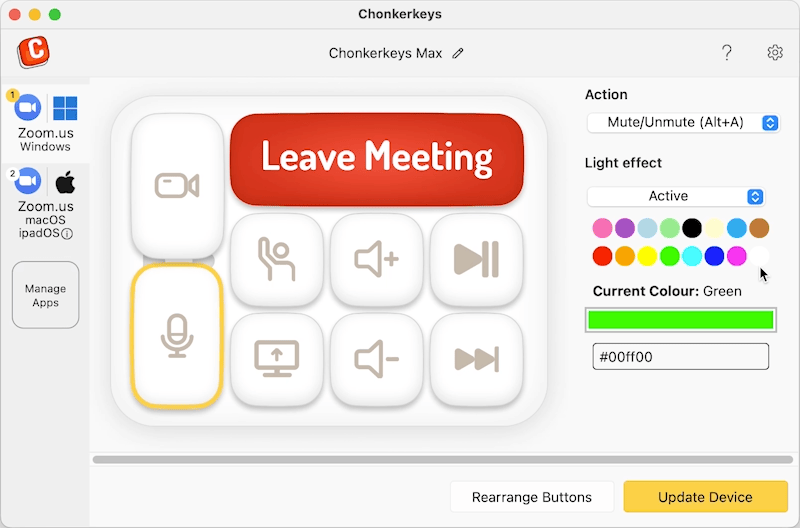 Chonkerkeys
C
Chonkerkeys Max
?
1
Zoom.us
Windows
2
Zoom.us
macOS
iPadOS
Manage
Apps
Leave Meeting
Action
Mute/Unmute (Alt+A)
Light effect
Active
Current Colour: Green
#00ff00
Rearrange Buttons
Update Device